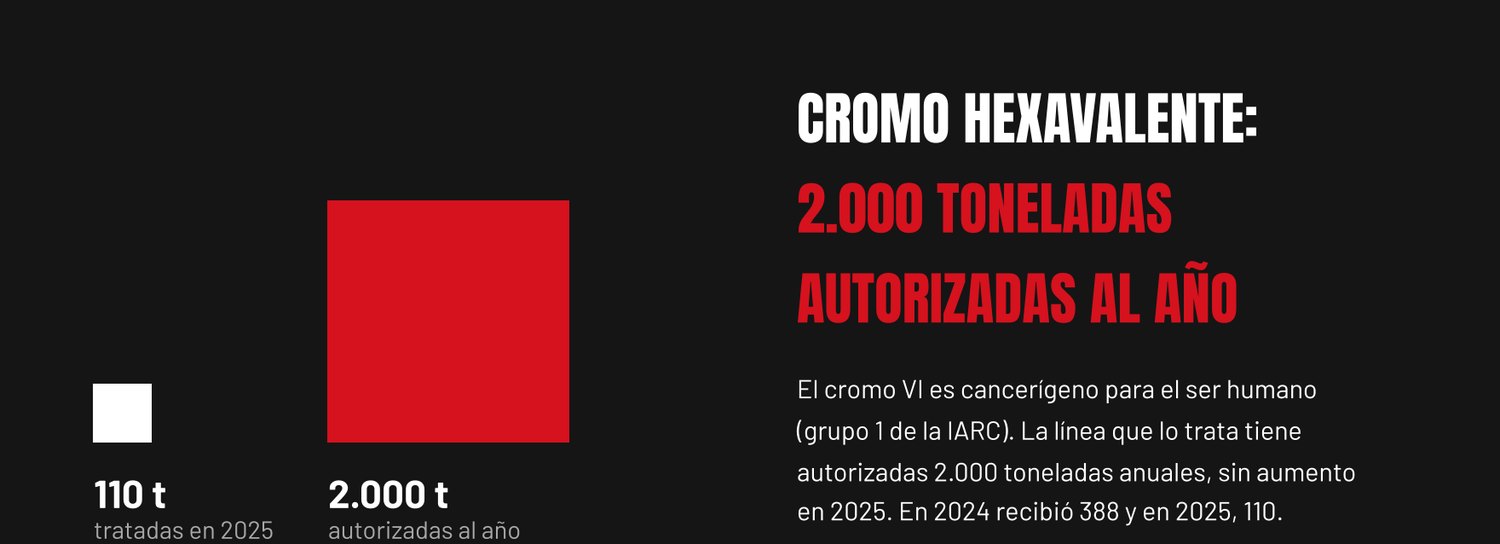 CROMO HEXAVALENTE:
2.000 TONELADAS
AUTORIZADAS AL AÑO
El cromo VI es cancerígeno para el ser humano
(grupo 1 de la IARC). La línea que lo trata tiene
autorizadas 2.000 toneladas anuales, sin aumento
en 2025. En 2024 recibió 388 y en 2025, 110.
110 t
tratadas en 2025
2.000 t
autorizadas al año